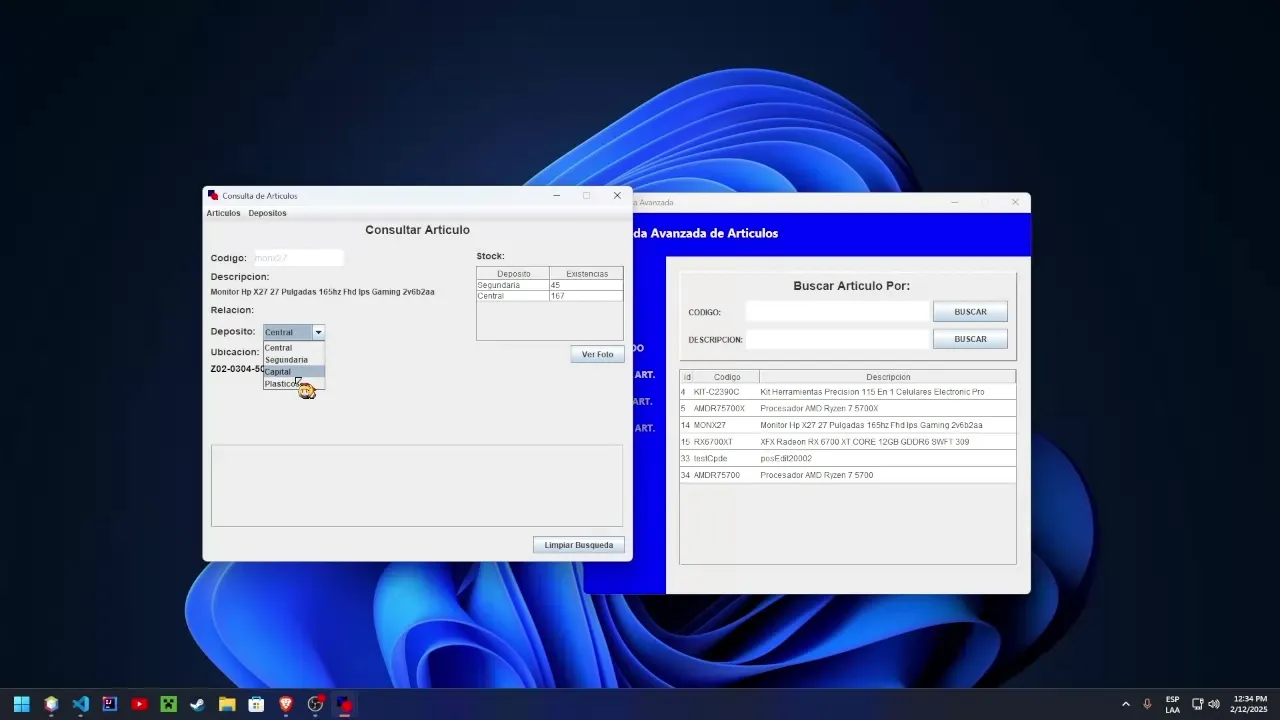 Consulta de Articulos
Articulos Depositos
Consultar Articulo
Codigo: monx27
Descripcion:
Monitor Hp X27 27 Pulgadas 165hz Fhd Ips Gaming 2v6b2aa
Relacion:
Deposito: Central
Central
Segundaria
Capital
Plasticos
Ubicacion:
Z02-0304-50
Stock:
Deposito Existencias
Segundaria 45
Central 167
Ver Foto
Limpiar Busqueda
a Avanzada
da Avanzada de Articulos
DO
ART.
ART.
ART.
Buscar Articulo Por:
CODIGO: BUSCAR
DESCRIPCION: BUSCAR
id Codigo Descripcion
4 KIT-C2390C Kit Herramientas Precision 115 En 1 Celulares Electronic Pro
5 AMDR75700X Procesador AMD Ryzen 7 5700X
14 MONX27 Monitor Hp X27 27 Pulgadas 165hz Fhd Ips Gaming 2v6b2aa
15 RX6700XT XFX Radeon RX 6700 XT CORE 12GB GDDR6 SWFT 309
33 testCpde posEdit20002
34 AMDR75700 Procesador AMD Ryzen 7 5700
ESP
LAA
12:34 PM
2/12/2025